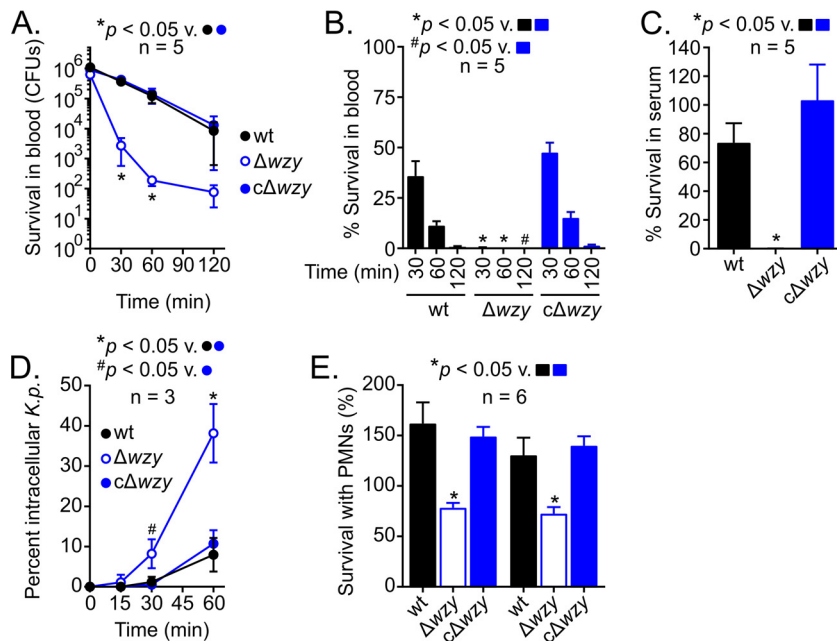 A.
*p < 0.05 v.
n = 5
Survival in blood (CFUs)
10^6
10^5
10^4
10^3
10^2
10^1
10^0
0 30 60 90 120
Time (min)
wt
Δwzy
cΔwzy
B.
*p < 0.05 v.
#p < 0.05 v.
n = 5
% Survival in blood
100
75
50
25
0
* * #
Time (min)
30 60 120 30 60 120 30 60 120
wt Δwzy cΔwzy
C.
*p < 0.05 v.
n = 5
% Survival in serum
140
120
100
80
60
40
20
0
*
wt Δwzy cΔwzy
D.
*p < 0.05 v.
#p < 0.05 v.
n = 3
Percent intracellular K.p.
50
40
30
20
10
0
wt
Δwzy
cΔwzy
*
#
0 15 30 45 60
Time (min)
E.
*p < 0.05 v.
n = 6
Survival with PMNs (%)
200
150
100
50
0
* *
wt Δwzy cΔwzy wt Δwzy cΔwzy